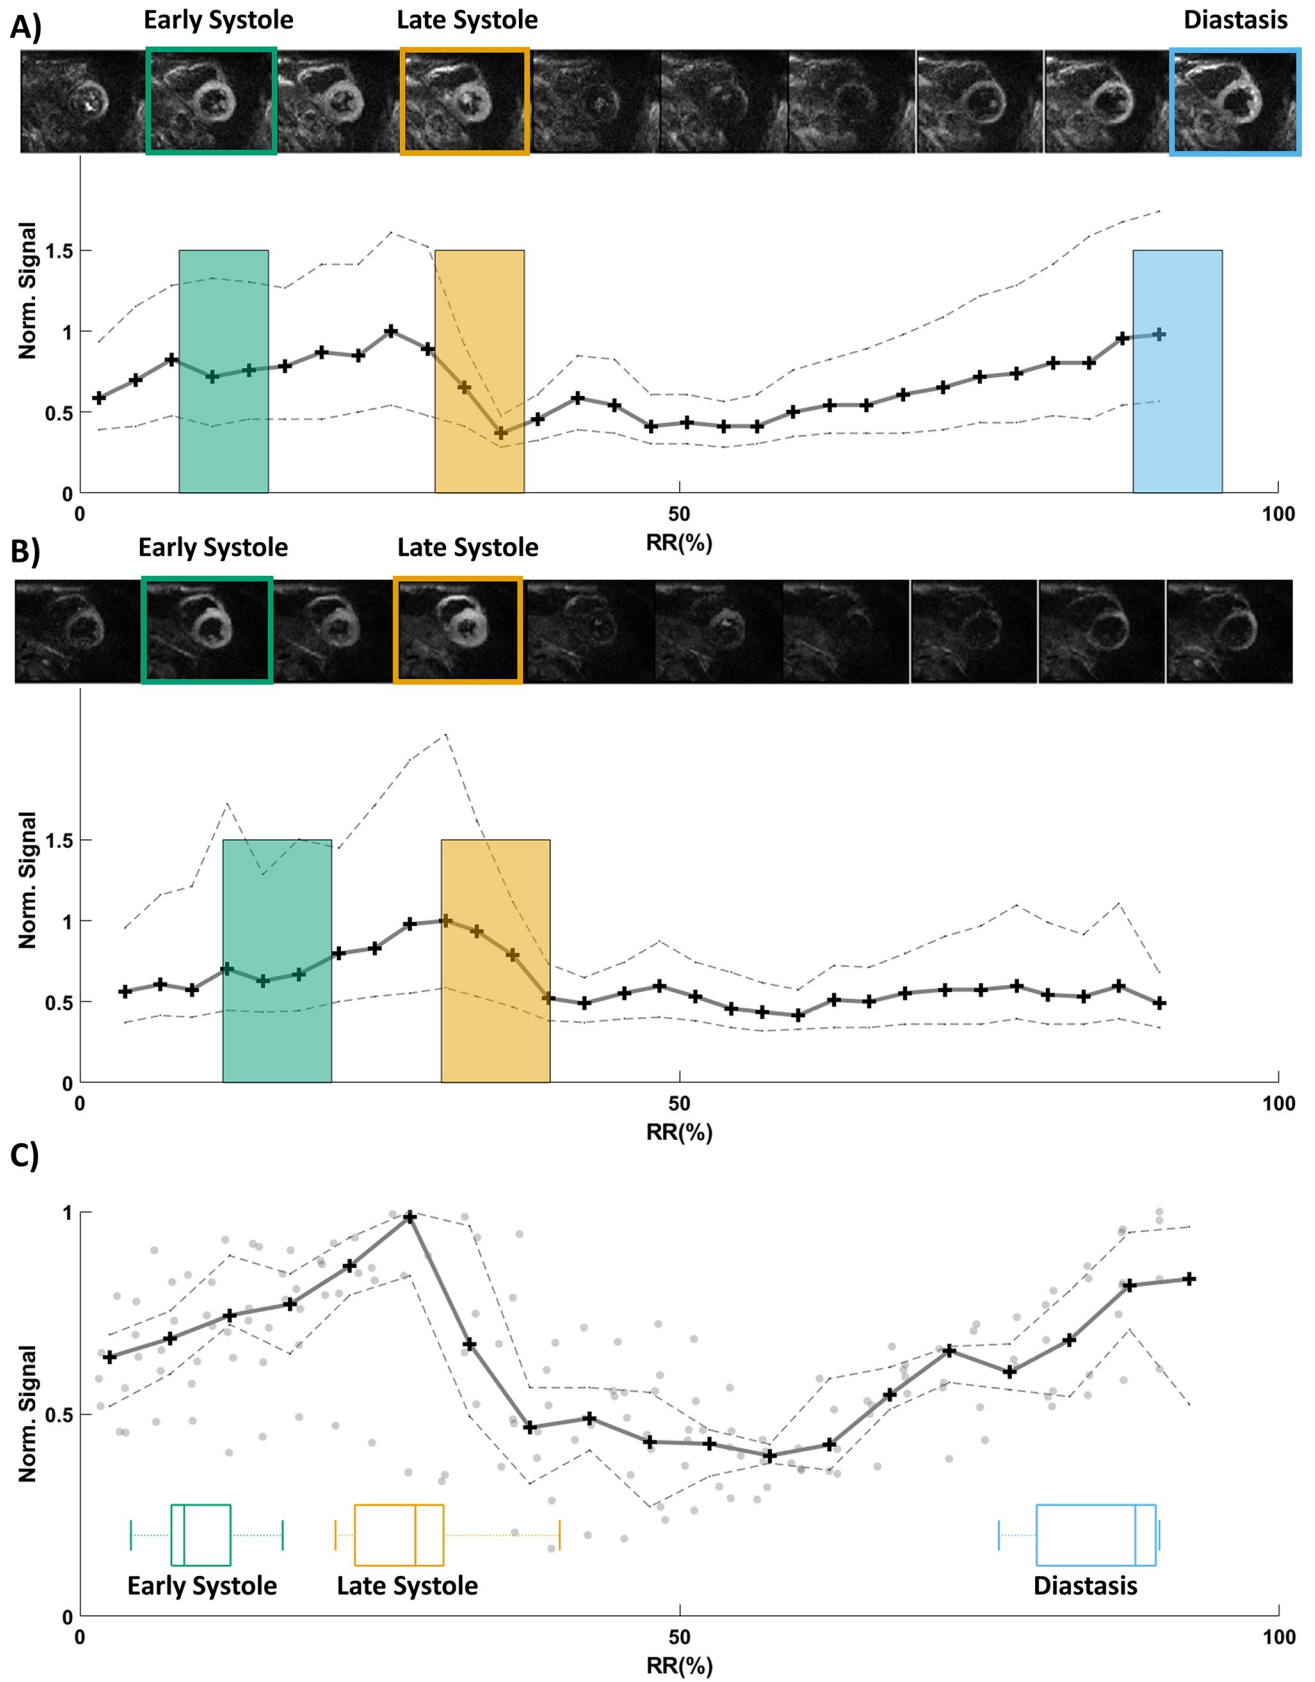 A)
Early Systole Late Systole Diastasis
Norm. Signal
1.5
1
0.5
0
0 50 100
RR(%)
B)
Early Systole Late Systole
Norm. Signal
1.5
1
0.5
0
0 50 100
RR(%)
C)
Norm. Signal
1
0.5
Early Systole Late Systole Diastasis
0
0 50 100
RR(%)